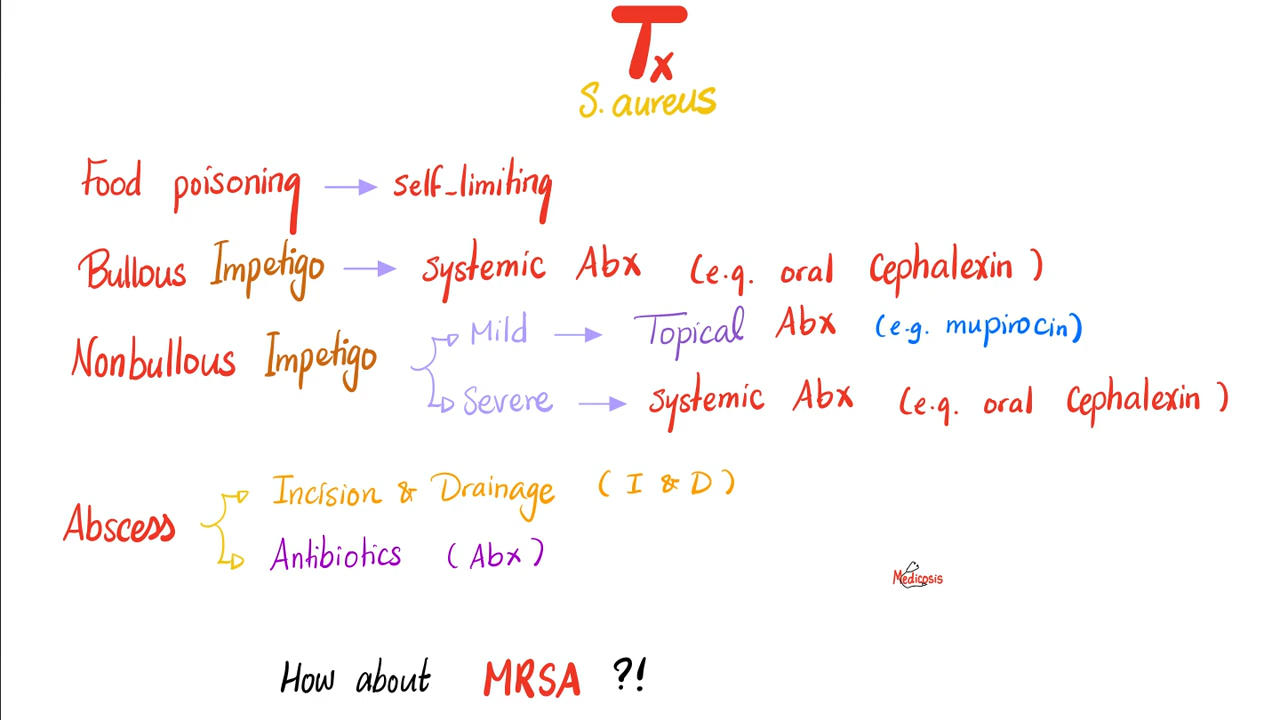 Tx
S. aureus
Food poisoning → self-limiting
Bullous Impetigo → systemic Abx (e.g. oral Cephalexin)
Nonbullous Impetigo
Mild → Topical Abx (e.g. mupirocin)
Severe → systemic Abx (e.g. oral Cephalexin)
Abscess
Incision & Drainage (I & D)
Antibiotics (Abx)
Medicosis
How about MRSA ?!